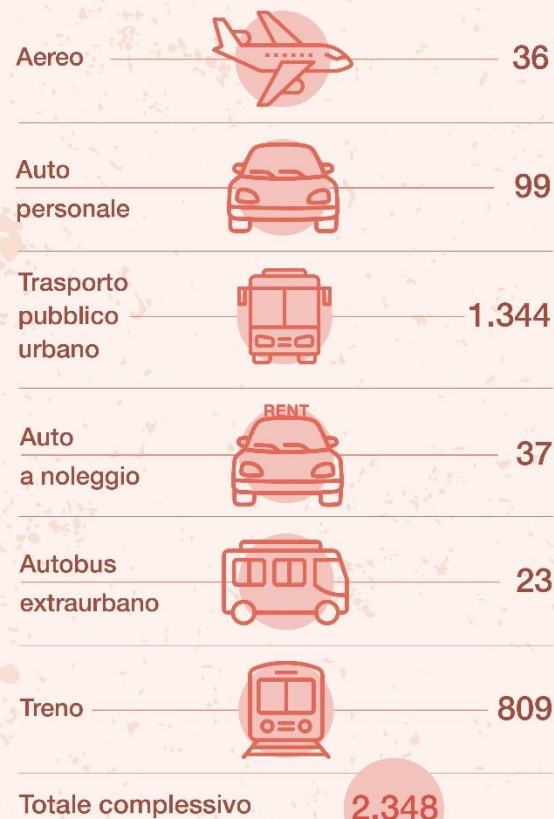 Aereo 36
Auto
personale 99
Trasporto
pubblico
urbano 1.344
RENT
Auto
a noleggio 37
Autobus
extraurbano 23
Treno 809
Totale complessivo 2.348